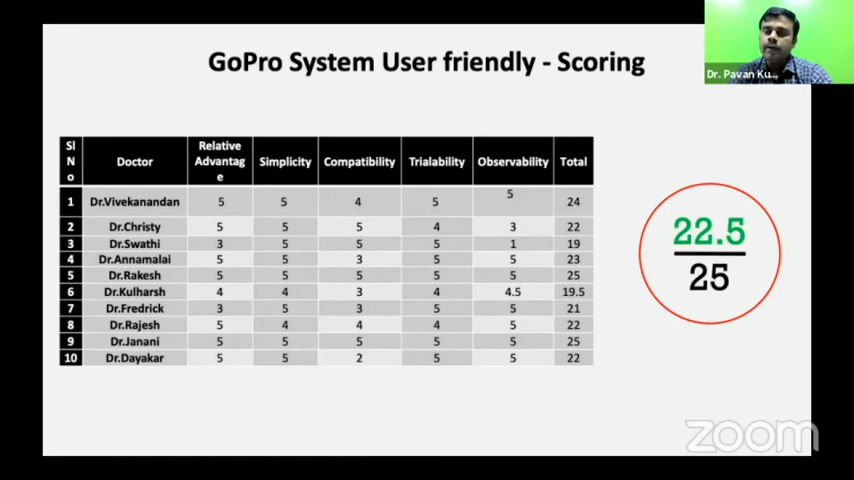 GoPro System User friendly - Scoring
Dr. Pavan Ku...
Sl No Doctor Relative Advantage Simplicity Compatibility Trialability Observability Total
1 Dr.Vivekanandan 5 5 4 5 5 24
2 Dr.Christy 5 5 5 4 3 22
3 Dr.Swathi 3 5 5 5 1 19
4 Dr.Annamalai 5 5 3 5 5 23
5 Dr.Rakesh 5 5 5 5 5 25
6 Dr.Kulharsh 4 4 3 4 4.5 19.5
7 Dr.Fredrick 3 5 3 5 5 21
8 Dr.Rajesh 5 4 4 4 5 22
9 Dr.Janani 5 5 5 5 5 25
10 Dr.Dayakar 5 5 2 5 5 22
22.5
25
zoom